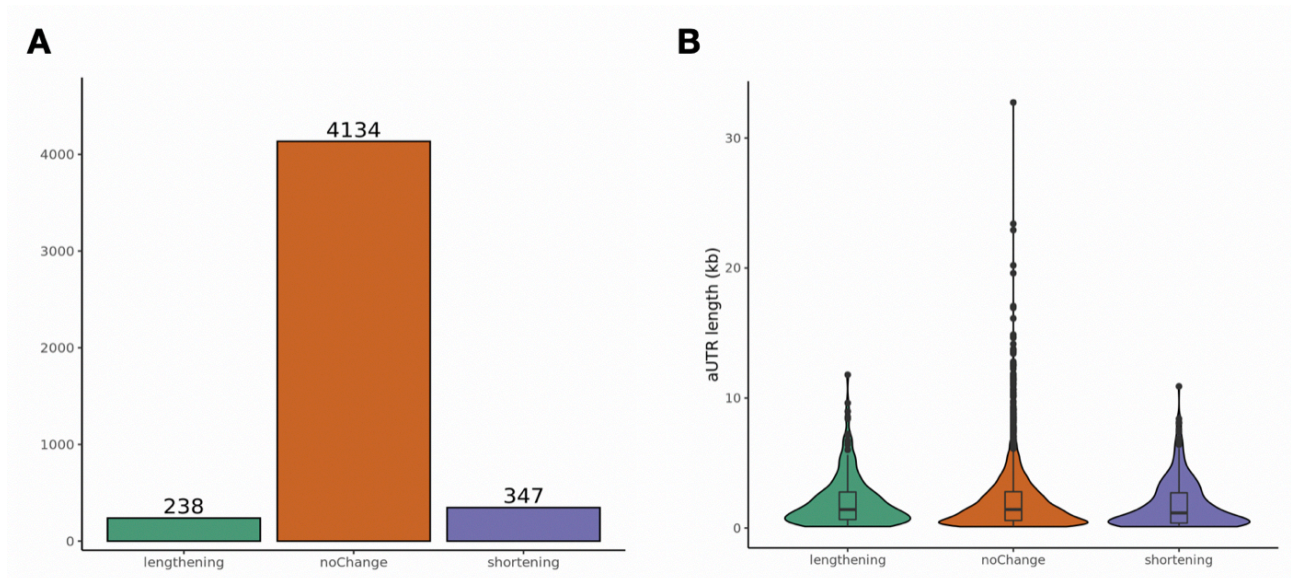 A
4134
4000
3000
2000
1000
347
238
0
lengthening
noChange
shortening
B
30
20
aUTR length (kb)
10
0
lengthening
noChange
shortening